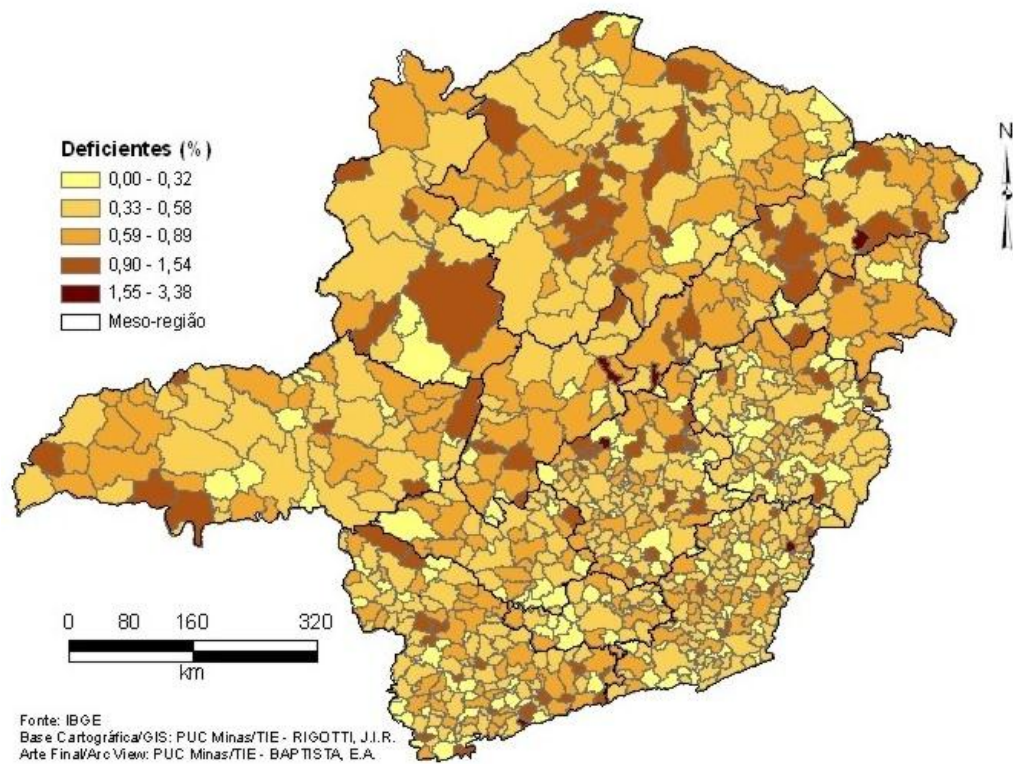 N
Deficientes (%)
0,00 - 0,32
0,33 - 0,58
0,59 - 0,89
0,90 - 1,54
1,55 - 3,38
Meso-região
0 80 160 320
km
Fonte: IBGE
Base Cartográfica/GIS: PUC Minas/TIE - RIGOTTI, J.I.R.
Arte Final/Arc View: PUC Minas/TIE - BAPTISTA, E.A.